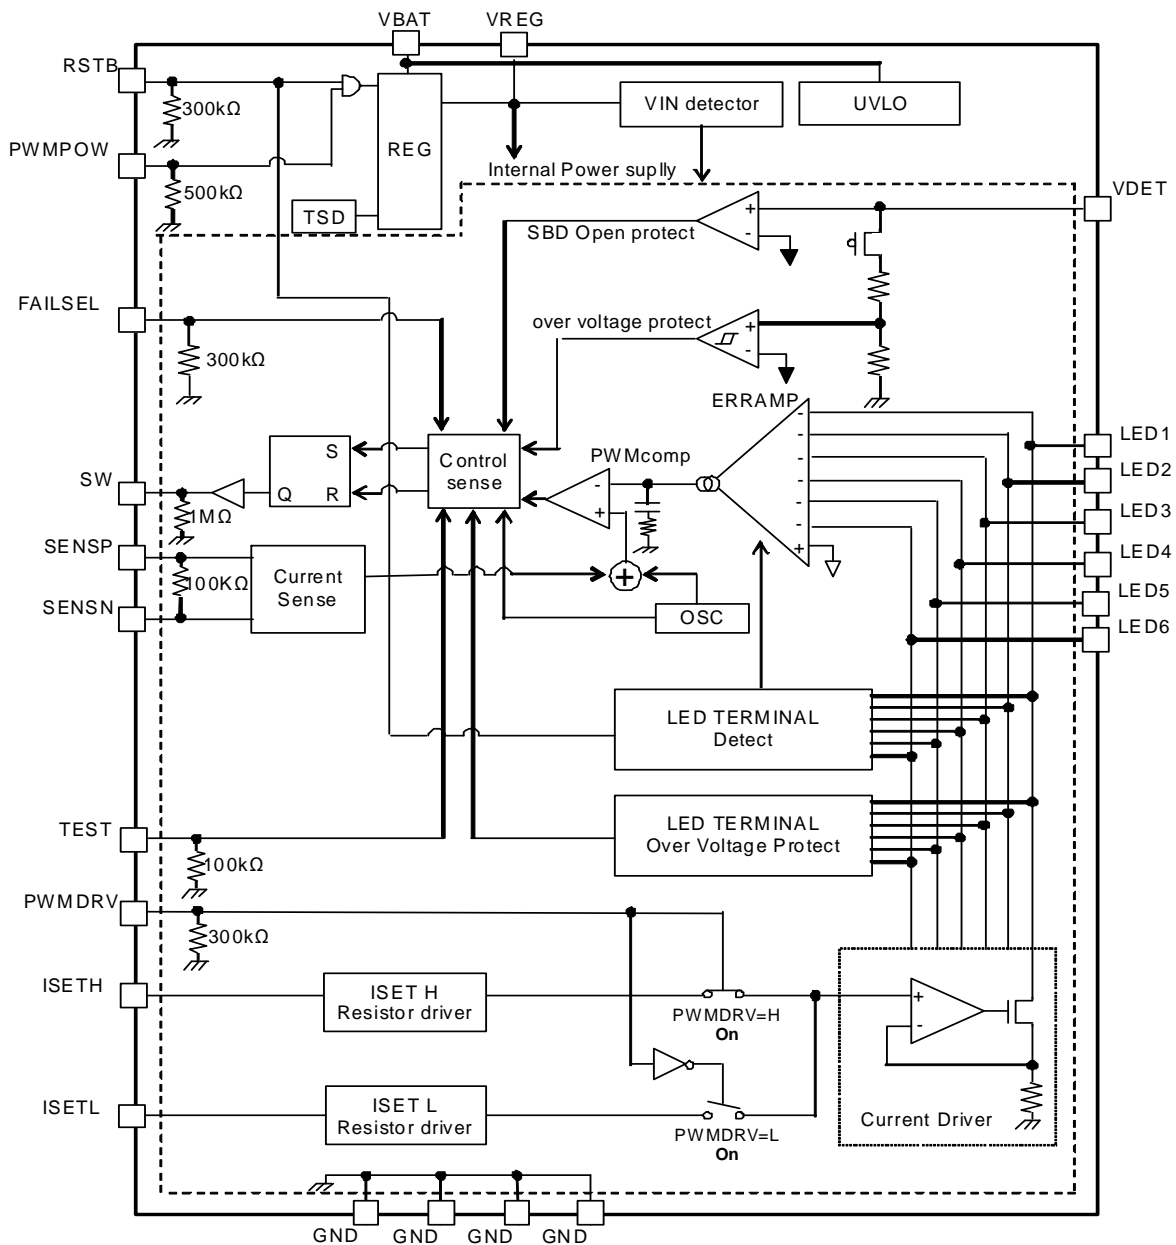 VBAT
VREG
RSTB
300kΩ
PWMPOW
500kΩ
REG
TSD
VIN detector
UVLO
Internal Power suplly
VDET
+
-
SBD Open protect
FAILSEL
300kΩ
over voltage protect
+
-
ERRAMP
-
-
-
-
-
-
+
LED1
LED2
LED3
LED4
LED5
LED6
S
Q
R
Control
sense
PWMcomp
-
+
SW
1MΩ
SENSP
100KΩ
SENSN
Current
Sense
+
OSC
LED TERMINAL
Detect
LED TERMINAL
Over Voltage Protect
TEST
100kΩ
PWMDRV
300kΩ
ISETH
ISET H
Resistor driver
PWMDRV=H
On
+
-
ISETL
ISET L
Resistor driver
PWMDRV=L
On
Current Driver
GND
GND
GND
GND